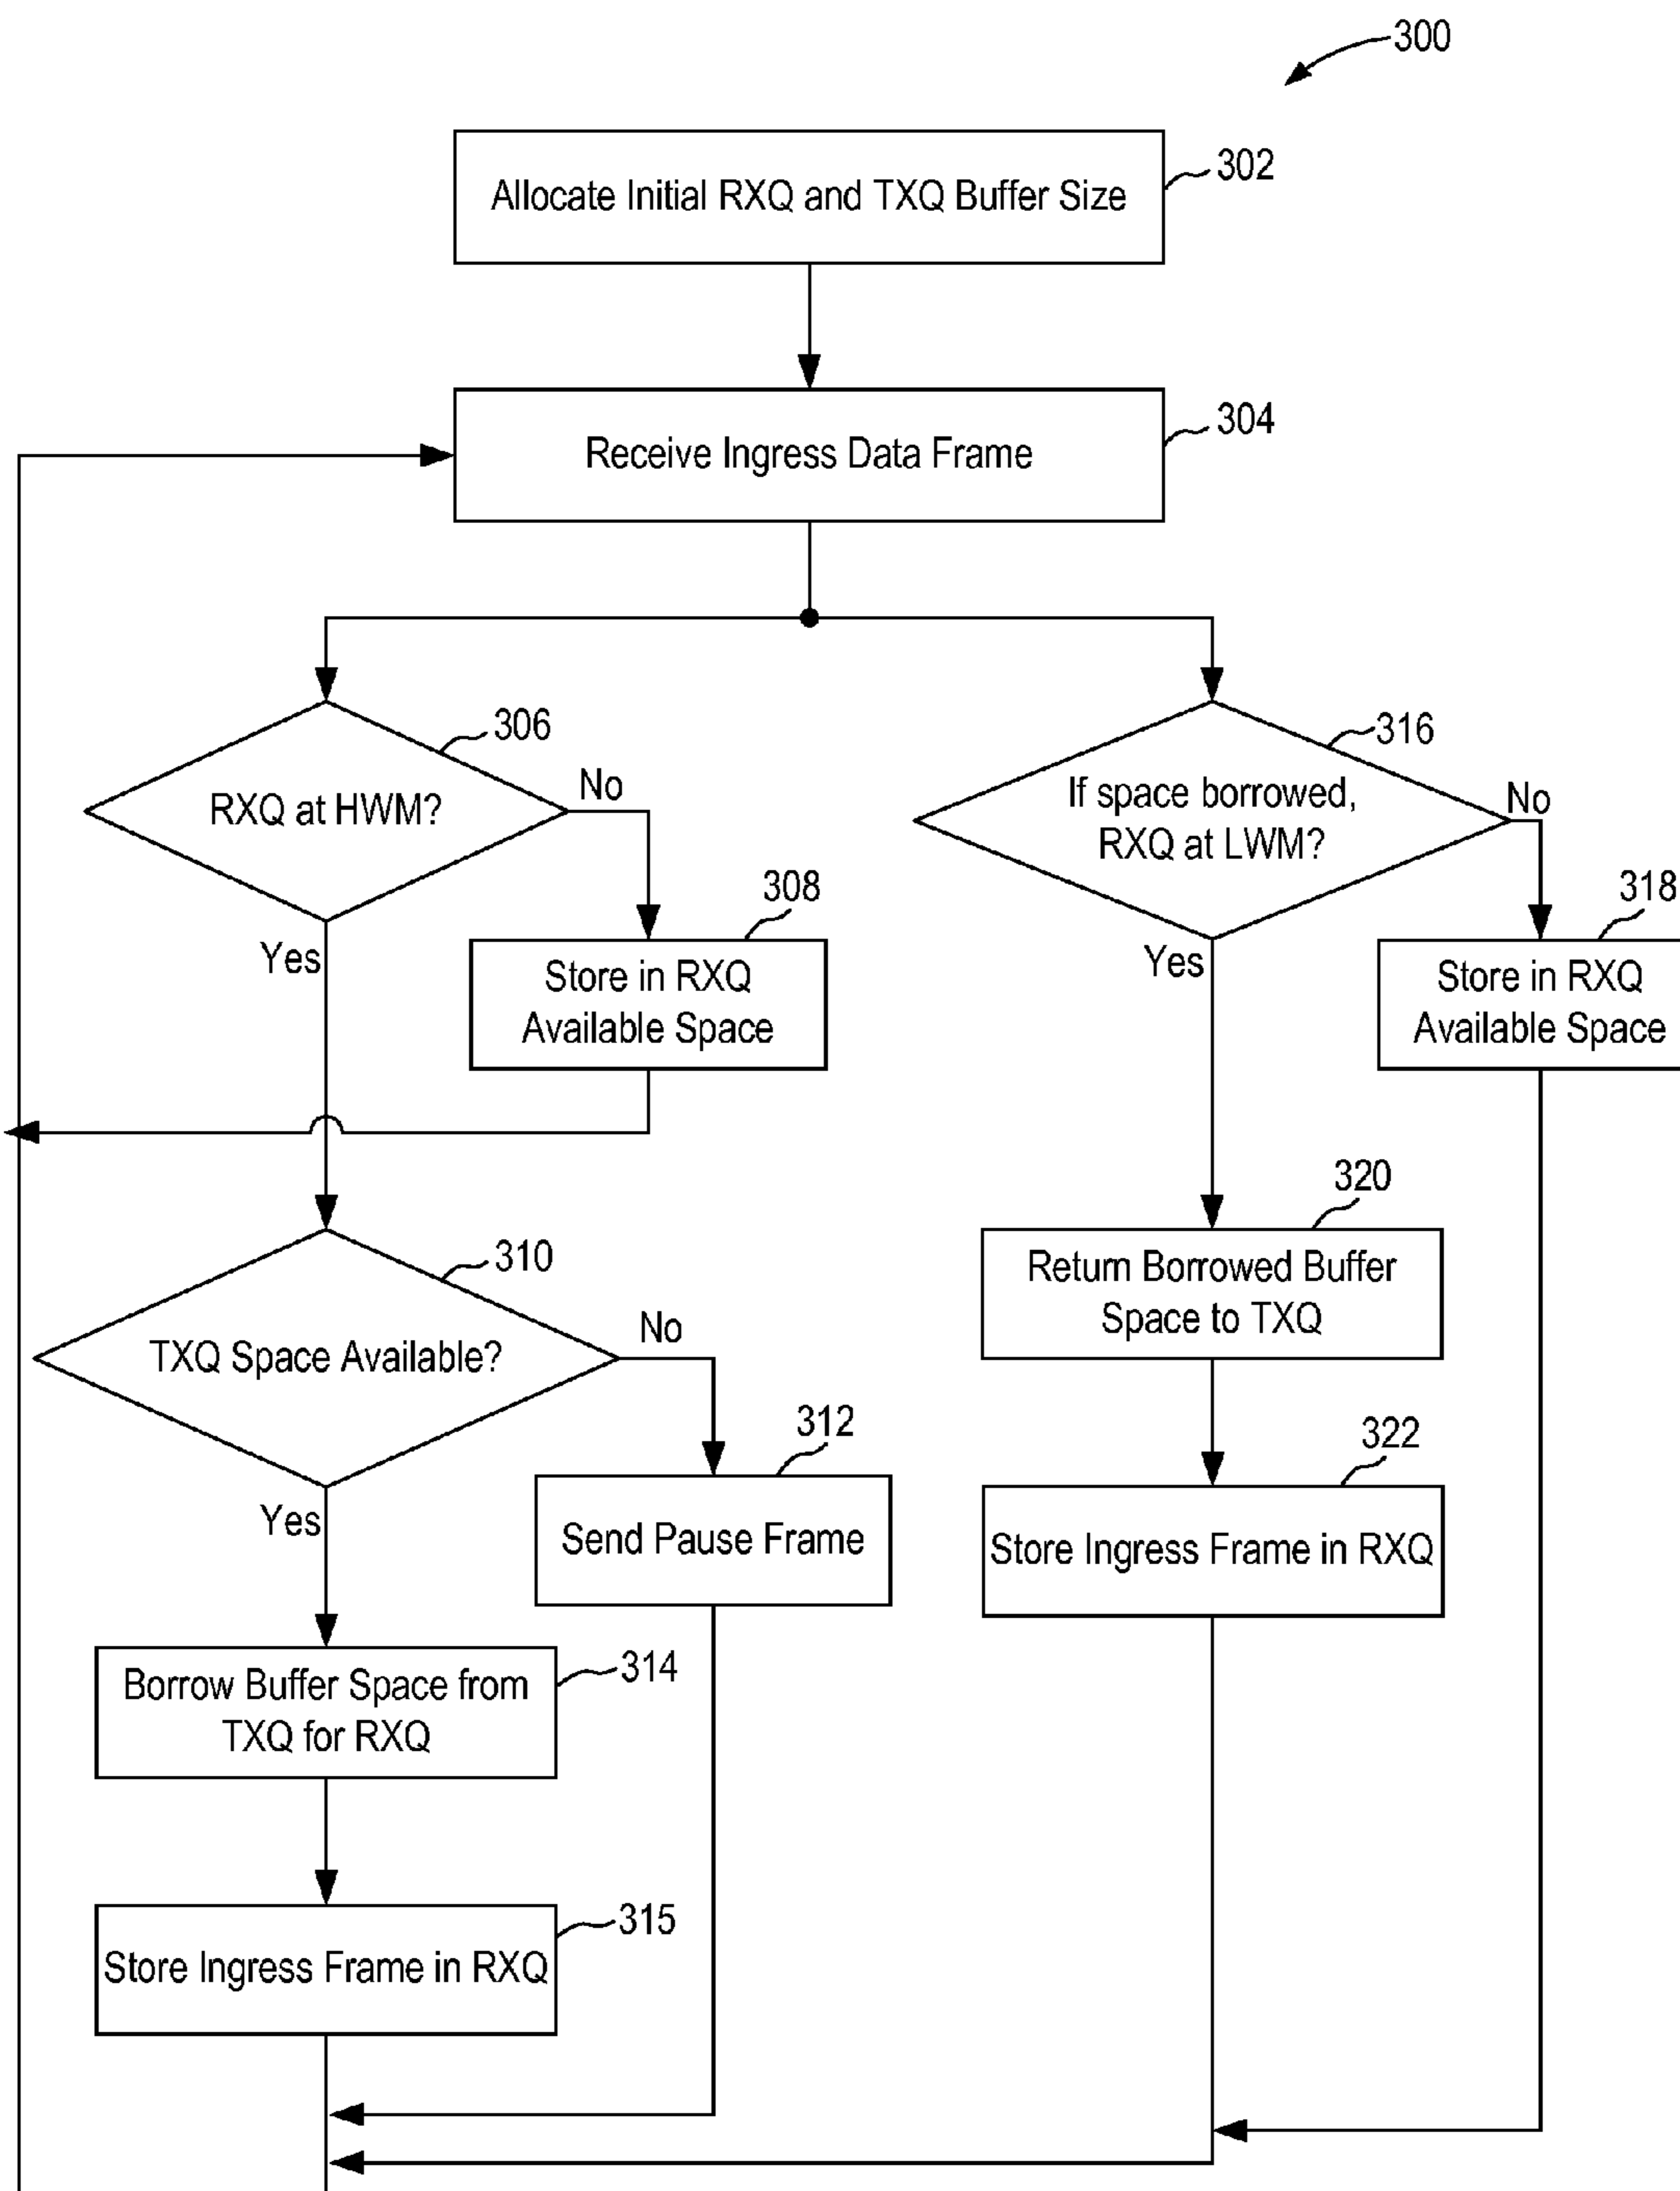 300
Allocate Initial RXQ and TXQ Buffer Size
302
Receive Ingress Data Frame
304
RXQ at HWM?
306
No
Yes
308
Store in RXQ
Available Space
If space borrowed,
RXQ at LWM?
316
No
Yes
318
Store in RXQ
Available Space
TXQ Space Available?
310
No
Yes
312
Send Pause Frame
320
Return Borrowed Buffer
Space to TXQ
322
Store Ingress Frame in RXQ
Borrow Buffer Space from
TXQ for RXQ
314
Store Ingress Frame in RXQ
315